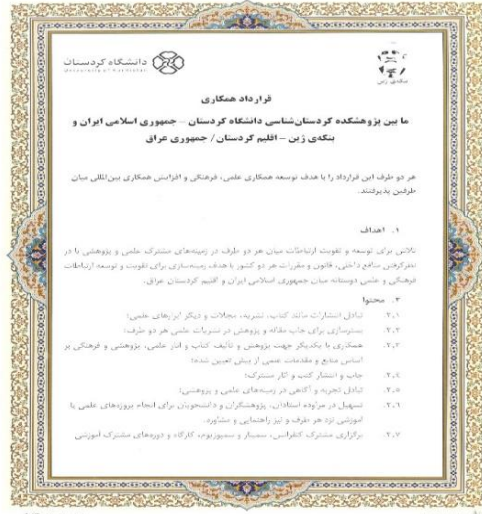 دانشگاه کردستان
University of Kurdistan
بنکه‌ی ژین
قرارداد همکاری
ما بین پژوهشکده کردستان‌شناسی دانشگاه کردستان – جمهوری اسلامی ایران و
بنکه‌ی ژین – اقلیم کردستان/ جمهوری عراق
هر دو طرف این قرارداد را با هدف توسعه همکاری علمی، فرهنگی و افزایش همکاری بین‌المللی میان
طرفین پذیرفتند.
۱. اهداف
تلاش برای توسعه و تقویت ارتباطات میان هر دو طرف در زمینه‌های مشترک علمی و پژوهشی با در
نظرگرفتن منافع داخلی، قانون و مقررات هر دو کشور با هدف زمینه‌سازی برای تقویت و توسعه ارتباطات
فرهنگی و علمی دوستانه میان جمهوری اسلامی ایران و اقلیم کردستان عراق.
۲. محتوا
۲.۱ تبادل انتشارات مانند کتاب، نشریه، مجلات و دیگر ابزارهای علمی؛
۲.۲ بسترسازی برای چاپ مقاله و پژوهش در نشریات علمی هر دو طرف؛
۲.۳ همکاری با یکدیگر جهت پژوهش و تألیف کتاب و آثار علمی، پژوهشی و فرهنگی بر
اساس منابع و مقدمات علمی از پیش تعیین شده؛
۲.٤ چاپ و انتشار کتب و آثار مشترک؛
۲.٥ تبادل تجربه و آگاهی در زمینه‌های علمی و پژوهشی؛
۲.٦ تسهیل در مراوده استادان، پژوهشگران و دانشجویان برای انجام پروژه‌های علمی یا
آموزشی نزد هر طرف و نیز راهنمایی و مشاوره.
۲.۷ برگزاری مشترک کنفرانس، سمینار و سمپوزیوم، کارگاه و دوره‌های مشترک آموزشی